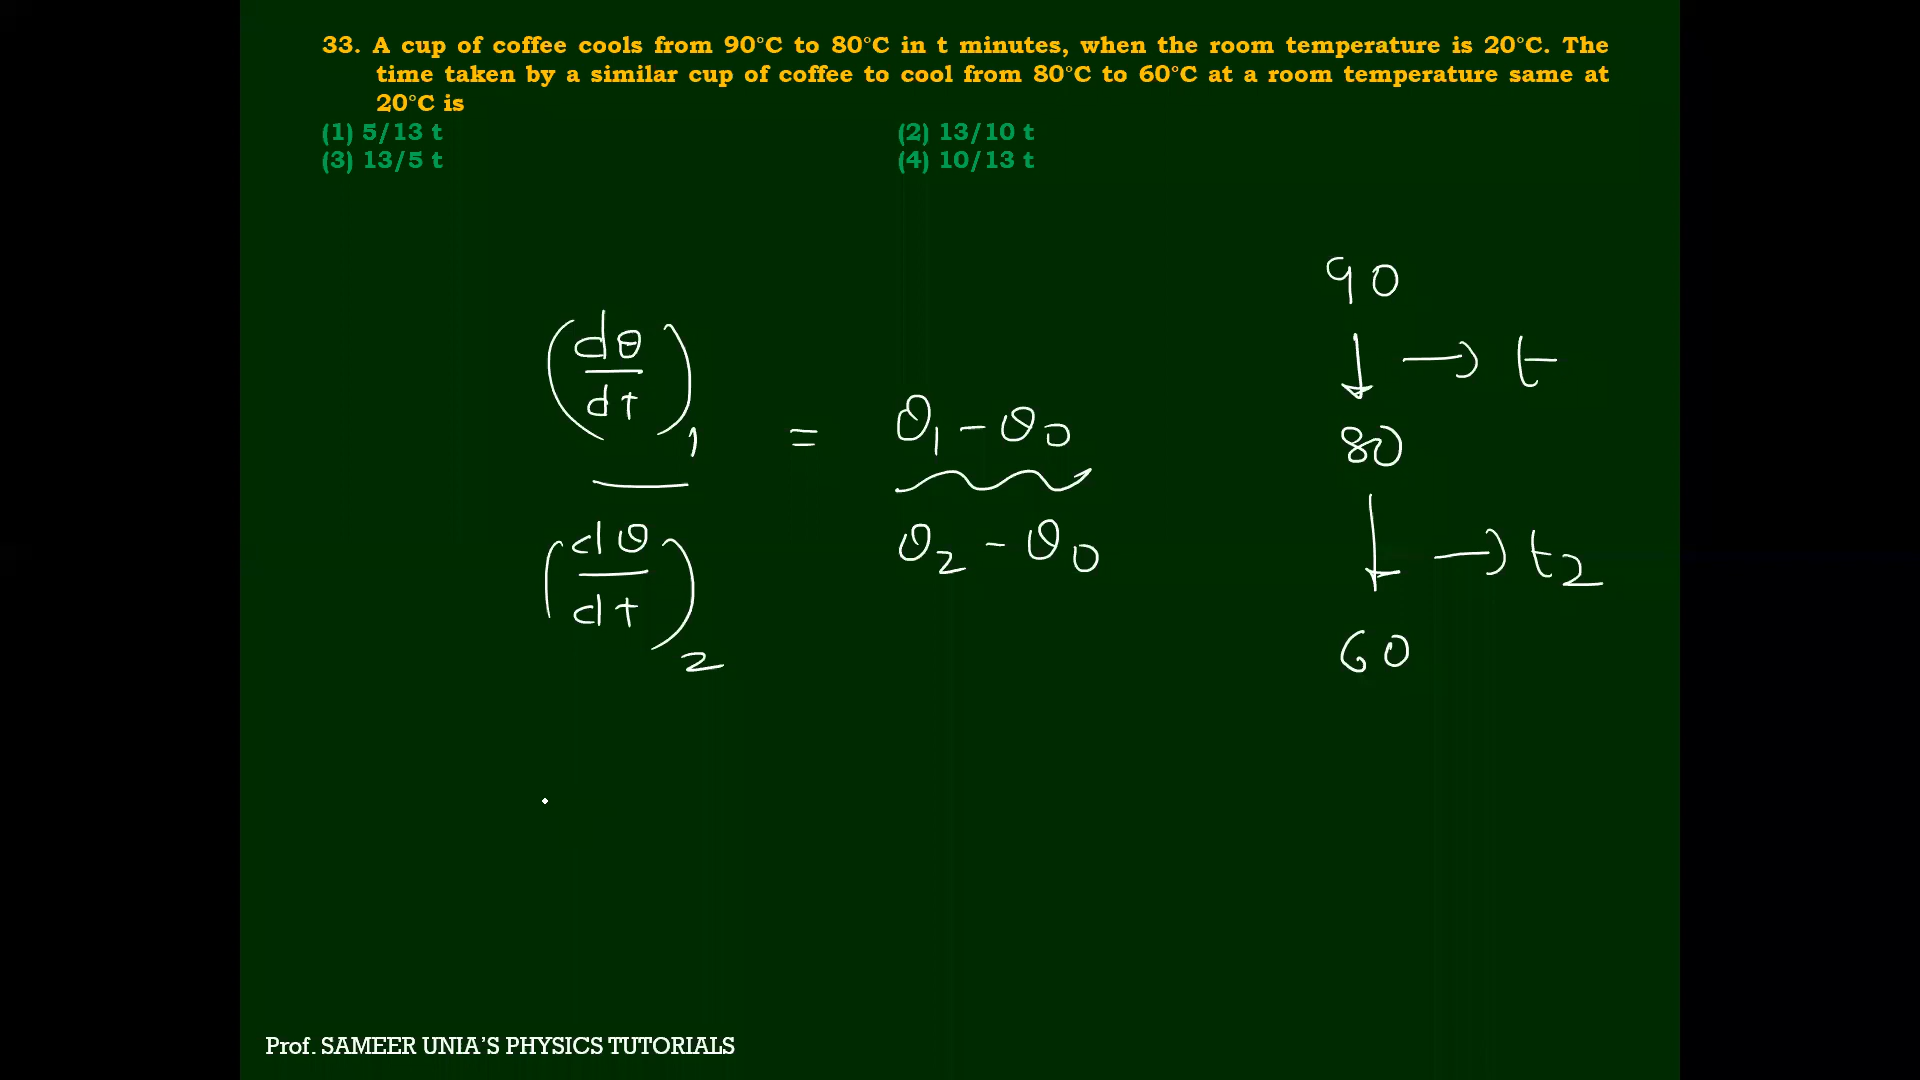 33. A cup of coffee cools from 90°C to 80°C in t minutes, when the room temperature is 20°C. The
time taken by a similar cup of coffee to cool from 80°C to 60°C at a room temperature same at
20°C is
(1) 5/13 t (2) 13/10 t
(3) 13/5 t (4) 10/13 t
(dθ/dt)₁ / (dθ/dt)₂ = θ₁ - θ₀ / θ₂ - θ₀
90
↓ → t
80
↓ → t₂
60
Prof. SAMEER UNIA'S PHYSICS TUTORIALS